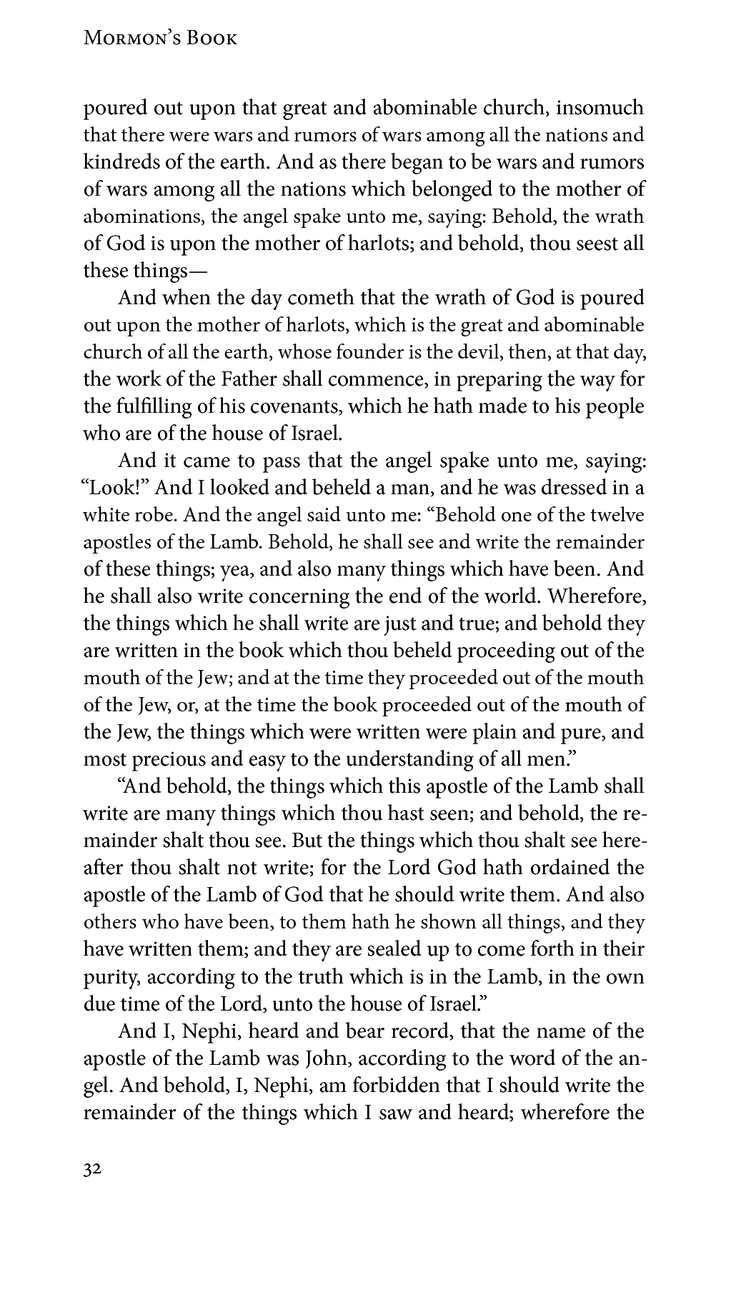 Mormon’s Book
poured out upon that great and abominable church, insomuch
that there were wars and rumors of wars among all the nations and
kindreds of the earth. And as there began to be wars and rumors
of wars among all the nations which belonged to the mother of
abominations, the angel spake unto me, saying: Behold, the wrath
of God is upon the mother of harlots; and behold, thou seest all
these things—
And when the day cometh that the wrath of God is poured
out upon the mother of harlots, which is the great and abominable
church of all the earth, whose founder is the devil, then, at that day,
the work of the Father shall commence, in preparing the way for
the fulfilling of his covenants, which he hath made to his people
who are of the house of Israel.
And it came to pass that the angel spake unto me, saying:
“Look!” And I looked and beheld a man, and he was dressed in a
white robe. And the angel said unto me: “Behold one of the twelve
apostles of the Lamb. Behold, he shall see and write the remainder
of these things; yea, and also many things which have been. And
he shall also write concerning the end of the world. Wherefore,
the things which he shall write are just and true; and behold they
are written in the book which thou beheld proceeding out of the
mouth of the Jew; and at the time they proceeded out of the mouth
of the Jew, or, at the time the book proceeded out of the mouth of
the Jew, the things which were written were plain and pure, and
most precious and easy to the understanding of all men.”
“And behold, the things which this apostle of the Lamb shall
write are many things which thou hast seen; and behold, the re-
mainder shalt thou see. But the things which thou shalt see here-
after thou shalt not write; for the Lord God hath ordained the
apostle of the Lamb of God that he should write them. And also
others who have been, to them hath he shown all things, and they
have written them; and they are sealed up to come forth in their
purity, according to the truth which is in the Lamb, in the own
due time of the Lord, unto the house of Israel.”
And I, Nephi, heard and bear record, that the name of the
apostle of the Lamb was John, according to the word of the an-
gel. And behold, I, Nephi, am forbidden that I should write the
remainder of the things which I saw and heard; wherefore the
32